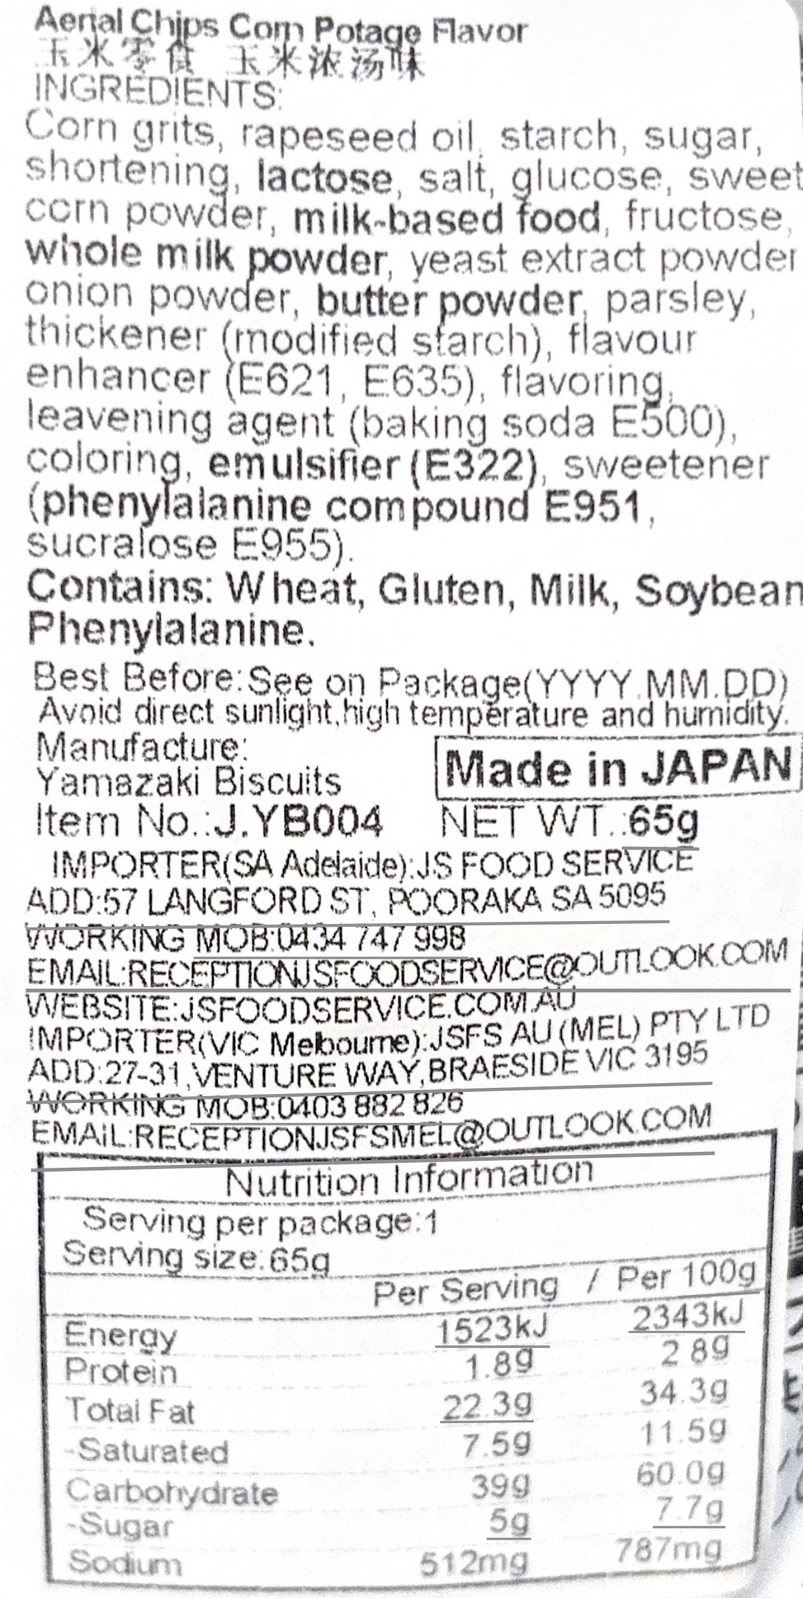 Aerial Chips Corn Potage Flavor
玉米零食 玉米浓汤味
INGREDIENTS:
Corn grits, rapeseed oil, starch, sugar,
shortening, lactose, salt, glucose, sweet
corn powder, milk-based food, fructose,
whole milk powder, yeast extract powder
onion powder, butter powder, parsley,
thickener (modified starch), flavour
enhancer (E621, E635), flavoring,
leavening agent (baking soda E500),
coloring, emulsifier (E322), sweetener
(phenylalanine compound E951,
sucralose E955).
Contains: Wheat, Gluten, Milk, Soybean
Phenylalanine.
Best Before:See on Package(YYYY.MM.DD)
Avoid direct sunlight,high temperature and humidity.
Manufacture:
Yamazaki Biscuits
Made in JAPAN
Item No.:J.YB004 NET WT.:65g
IMPORTER(SA Adelaide):JS FOOD SERVICE
ADD:57 LANGFORD ST, POORAKA SA 5095
WORKING MOB:0434 747 998
EMAIL:RECEPTIONJSFOODSERVICE@OUTLOOK.COM
WEBSITE:JSFOODSERVICE.COM.AU
IMPORTER(VIC Melbourne):JSFS AU (MEL) PTY LTD
ADD:27-31,VENTURE WAY,BRAESIDE VIC 3195
WORKING MOB:0403 882 826
EMAIL:RECEPTIONJSFSMEL@OUTLOOK.COM
Nutrition Information
Serving per package:1
Serving size:65g
Per Serving / Per 100g
Energy 1523kJ 2343kJ
Protein 1.8g 2.8g
Total Fat 22.3g 34.3g
-Saturated 7.5g 11.5g
Carbohydrate 39g 60.0g
-Sugar 5g 7.7g
Sodium 512mg 787mg